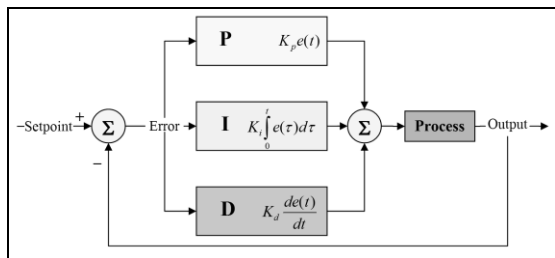 P K_p e(t)
−Setpoint + Σ − Error
I K_i ∫_0^t e(τ)dτ
Σ
Process
Output
D K_d de(t)/dt